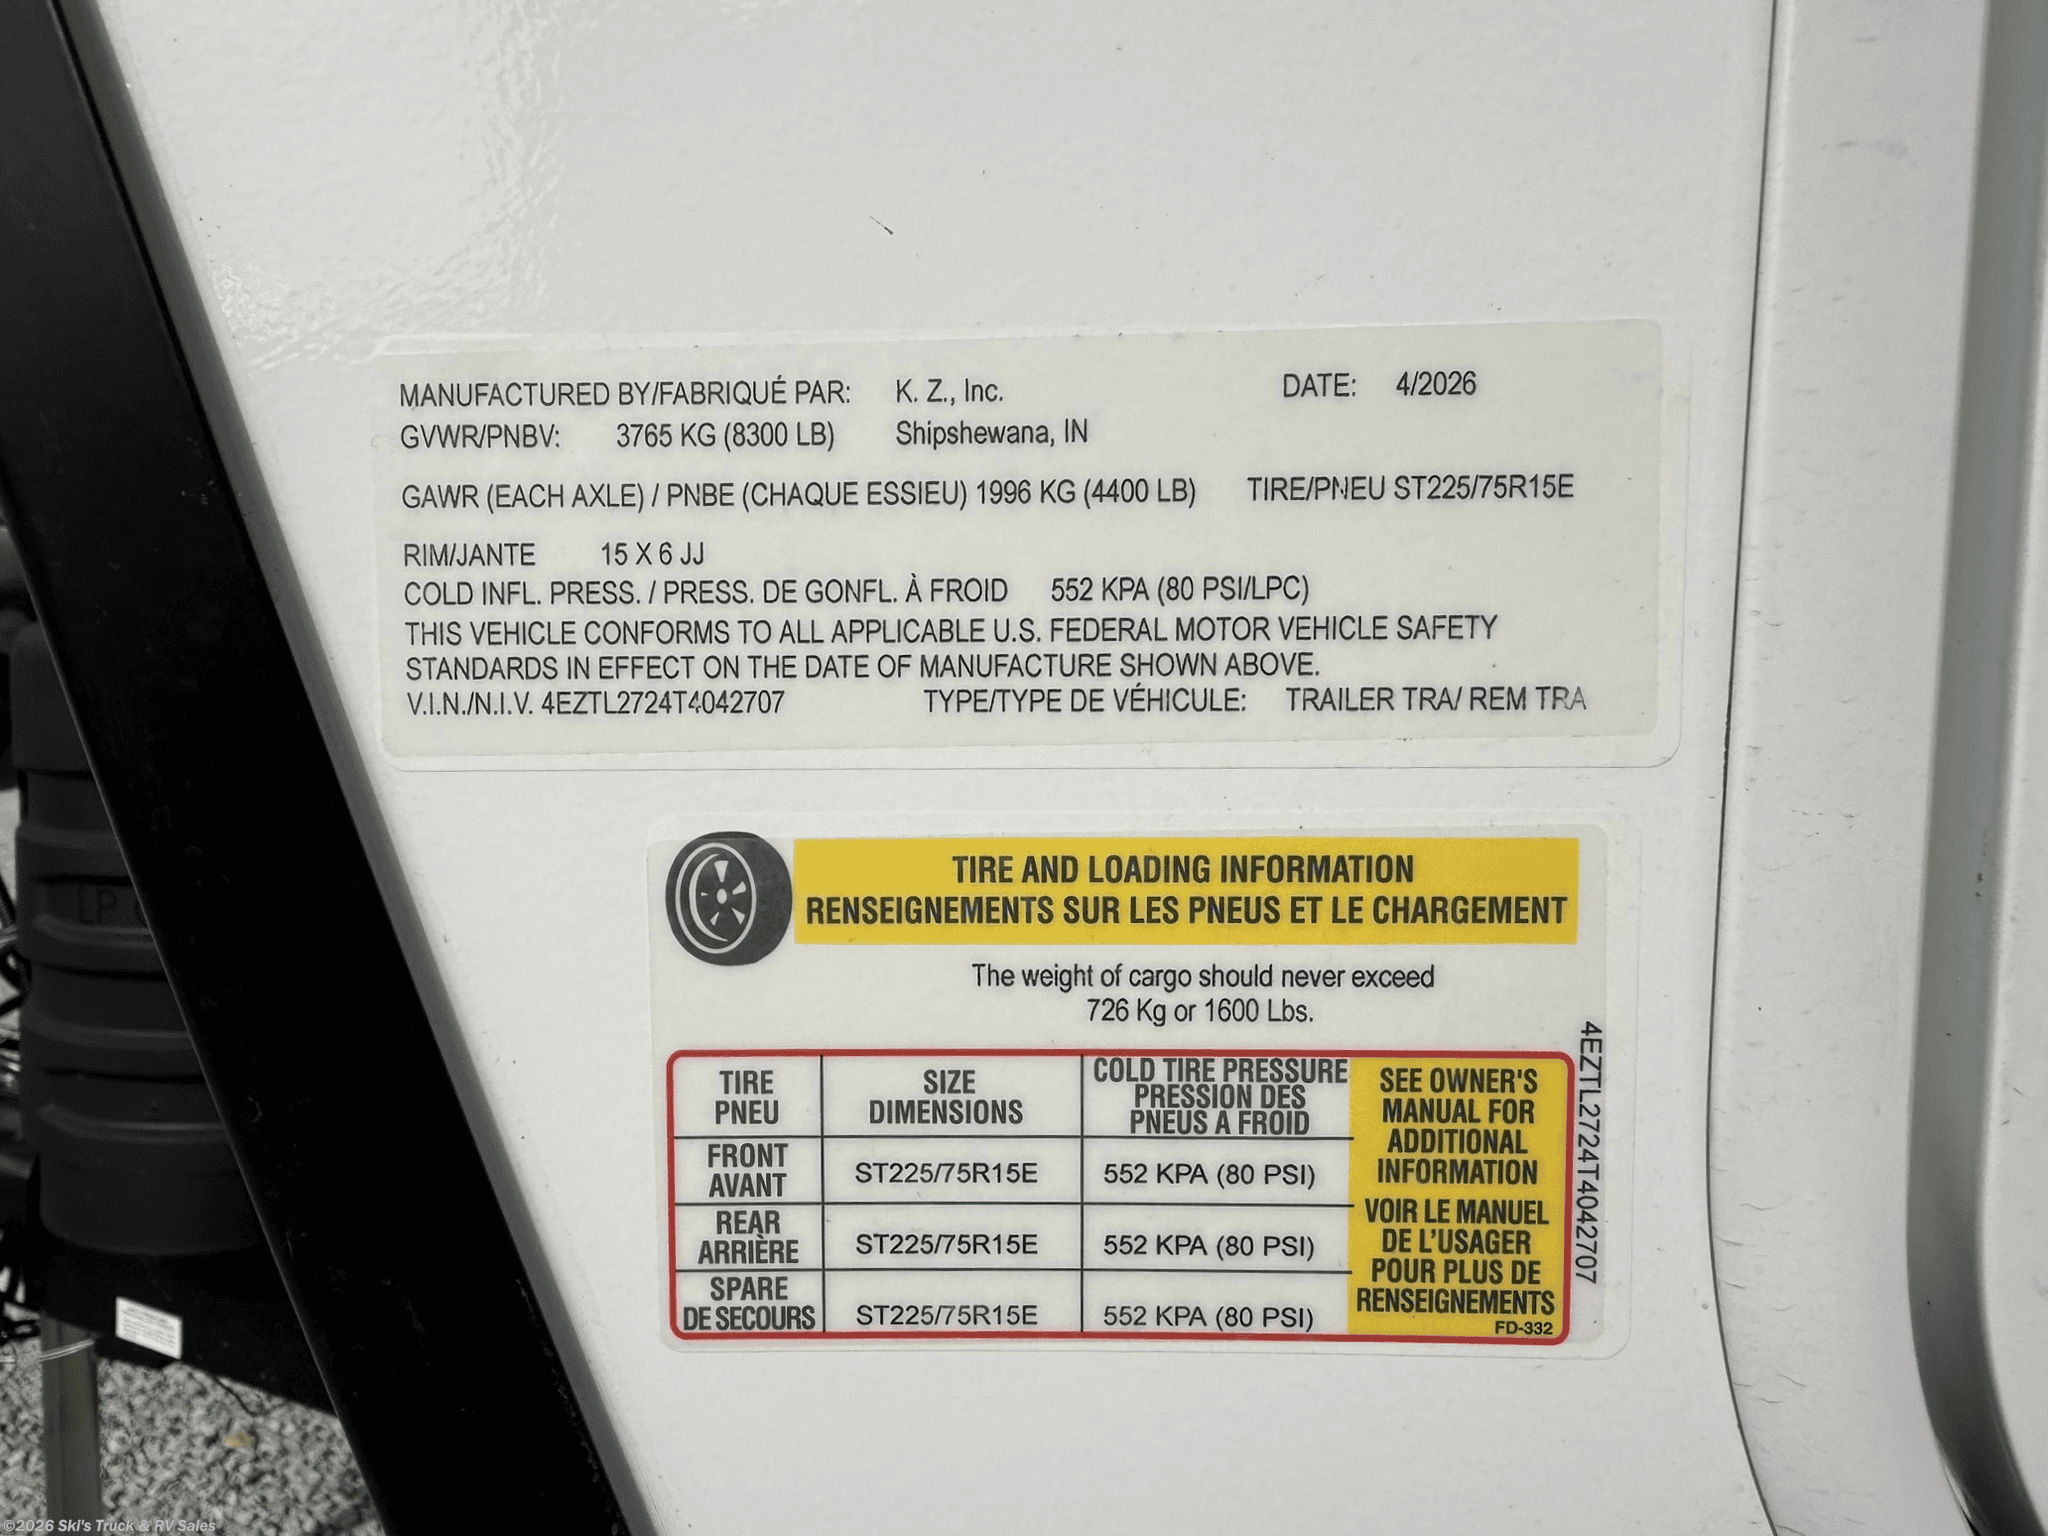 MANUFACTURED BY/FABRIQUÉ PAR: K. Z., Inc. DATE: 4/2026
GVWR/PNBV: 3765 KG (8300 LB) Shipshewana, IN
GAWR (EACH AXLE) / PNBE (CHAQUE ESSIEU) 1996 KG (4400 LB) TIRE/PNEU ST225/75R15E
RIM/JANTE 15 X 6 JJ
COLD INFL. PRESS. / PRESS. DE GONFL. À FROID 552 KPA (80 PSI/LPC)
THIS VEHICLE CONFORMS TO ALL APPLICABLE U.S. FEDERAL MOTOR VEHICLE SAFETY
STANDARDS IN EFFECT ON THE DATE OF MANUFACTURE SHOWN ABOVE.
V.I.N./N.I.V. 4EZTL2724T4042707 TYPE/TYPE DE VÉHICULE: TRAILER TRA/ REM TRA
TIRE AND LOADING INFORMATION
RENSEIGNEMENTS SUR LES PNEUS ET LE CHARGEMENT
The weight of cargo should never exceed
726 Kg or 1600 Lbs.
TIRE
PNEU
SIZE
DIMENSIONS
COLD TIRE PRESSURE
PRESSION DES
PNEUS A FROID
FRONT
AVANT
ST225/75R15E
552 KPA (80 PSI)
REAR
ARRIÈRE
ST225/75R15E
552 KPA (80 PSI)
SPARE
DE SECOURS
ST225/75R15E
552 KPA (80 PSI)
SEE OWNER'S
MANUAL FOR
ADDITIONAL
INFORMATION
VOIR LE MANUEL
DE L'USAGER
POUR PLUS DE
RENSEIGNEMENTS
FD-332
4EZTL2724T4042707
LP
©2026 Ski's Truck & RV Sales